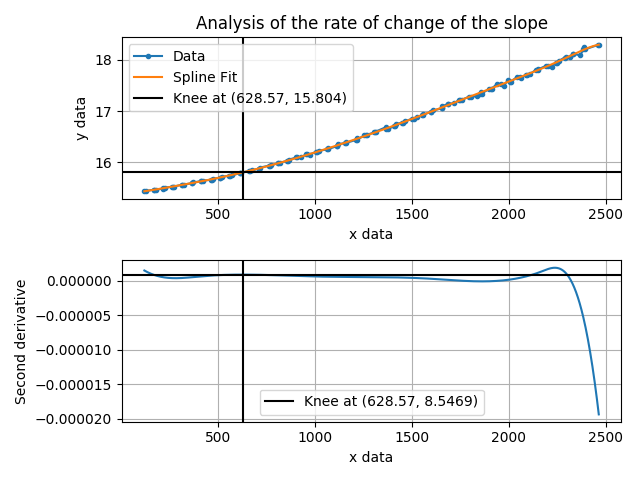 Analysis of the rate of change of the slope
Data
Spline Fit
Knee at (628.57, 15.804)
18
17
16
y data
500 1000 1500 2000 2500
x data
0.000000
−0.000005
−0.000010
−0.000015
−0.000020
Second derivative
Knee at (628.57, 8.5469)
500 1000 1500 2000 2500
x data